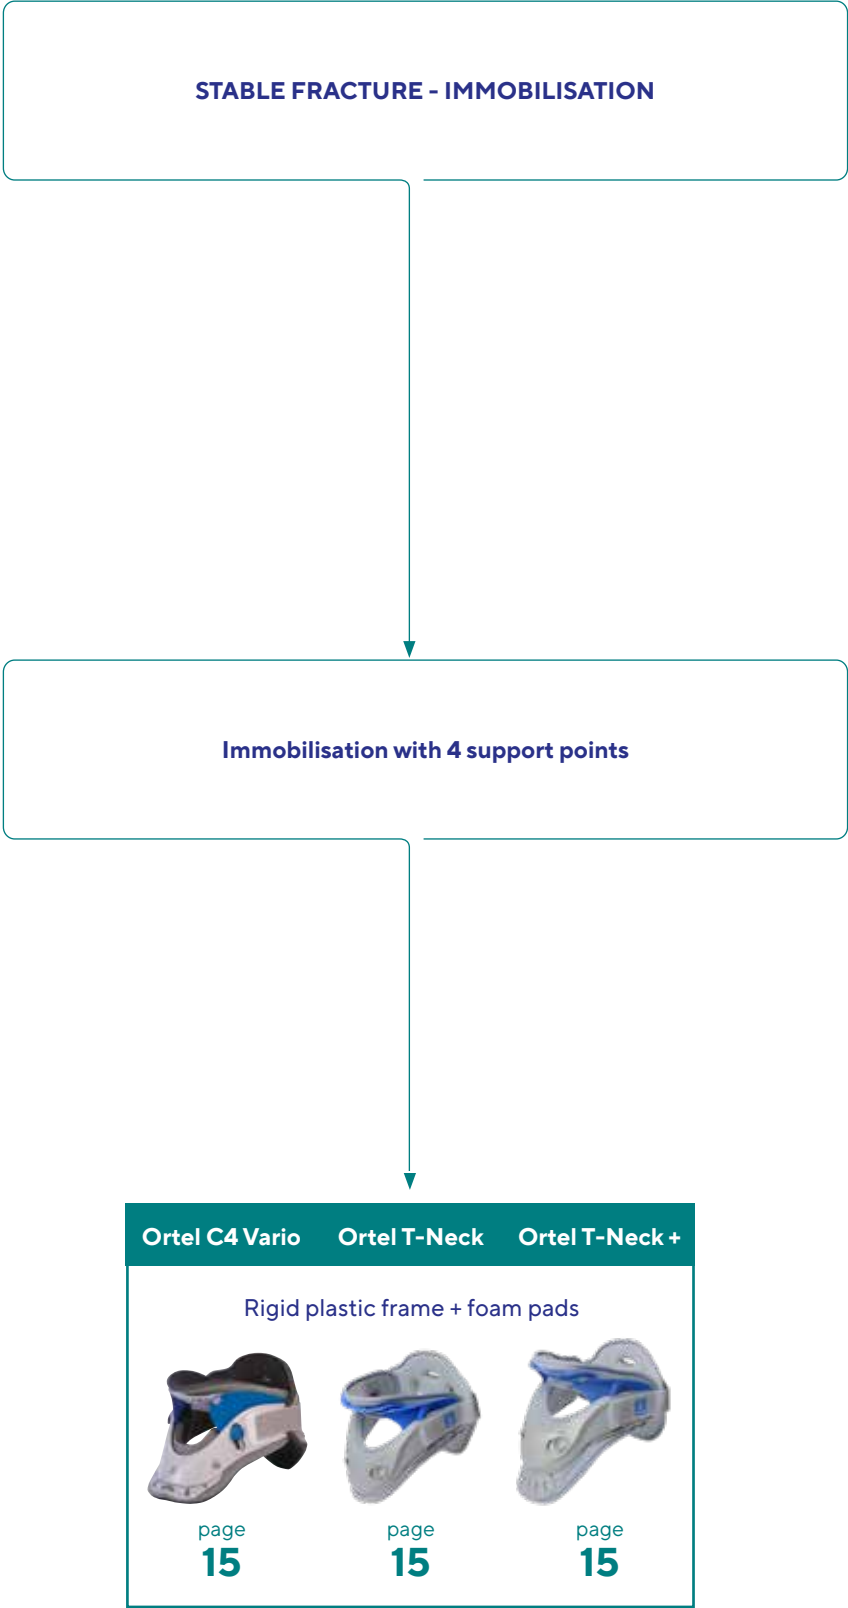 STABLE FRACTURE - IMMOBILISATION
Immobilisation with 4 support points
Ortel C4 Vario Ortel T-Neck Ortel T-Neck +
Rigid plastic frame + foam pads
page page page
15 15 15